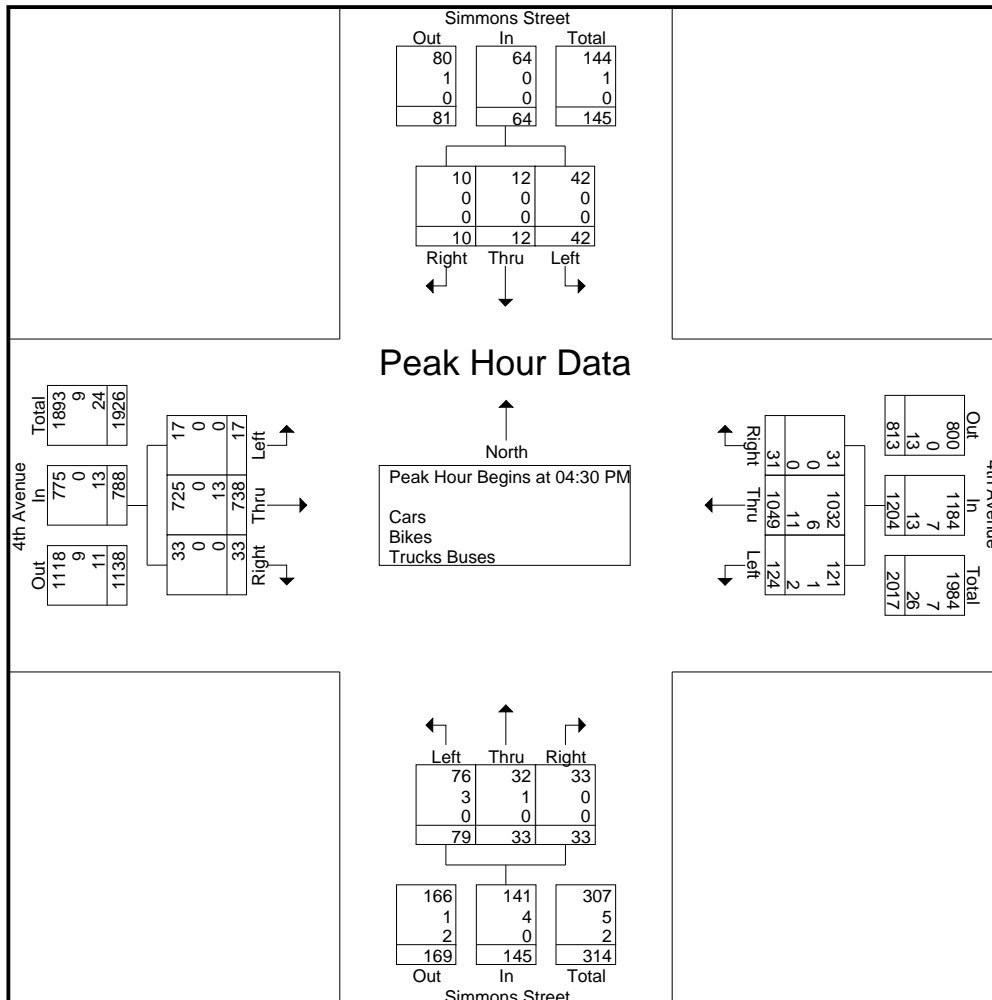 Simmons Street
Out In Total
80 64 144
1 0 1
0 0 0
81 64 145
10 12 42
0 0 0
0 0 0
10 12 42
Right Thru Left
Peak Hour Data
North
Peak Hour Begins at 04:30 PM
Cars
Bikes
Trucks Buses
4th Avenue
Out In Total
1118 775 1893
9 0 9
11 13 24
1138 788 1926
33 725 17
0 0 0
0 13 0
33 738 17
Right Thru Left
4th Avenue
Out In Total
800 1184 1984
0 7 7
13 13 26
813 1204 2017
31 1032 121
0 6 1
0 11 2
31 1049 124
Right Thru Left
Left Thru Right
76 32 33
3 1 0
0 0 0
79 33 33
166 141 307
1 4 5
2 0 2
169 145 314
Out In Total
Simmons Street